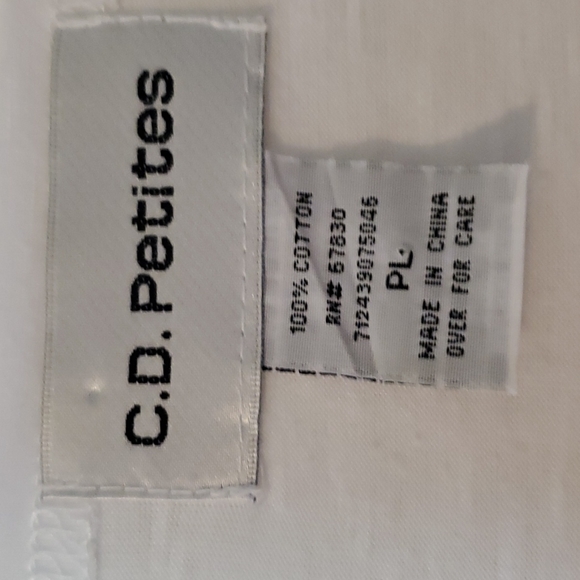 C.D. Petites
100% COTTON
RN# 67830
712439075046
PL
MADE IN CHINA
OVER FOR CARE